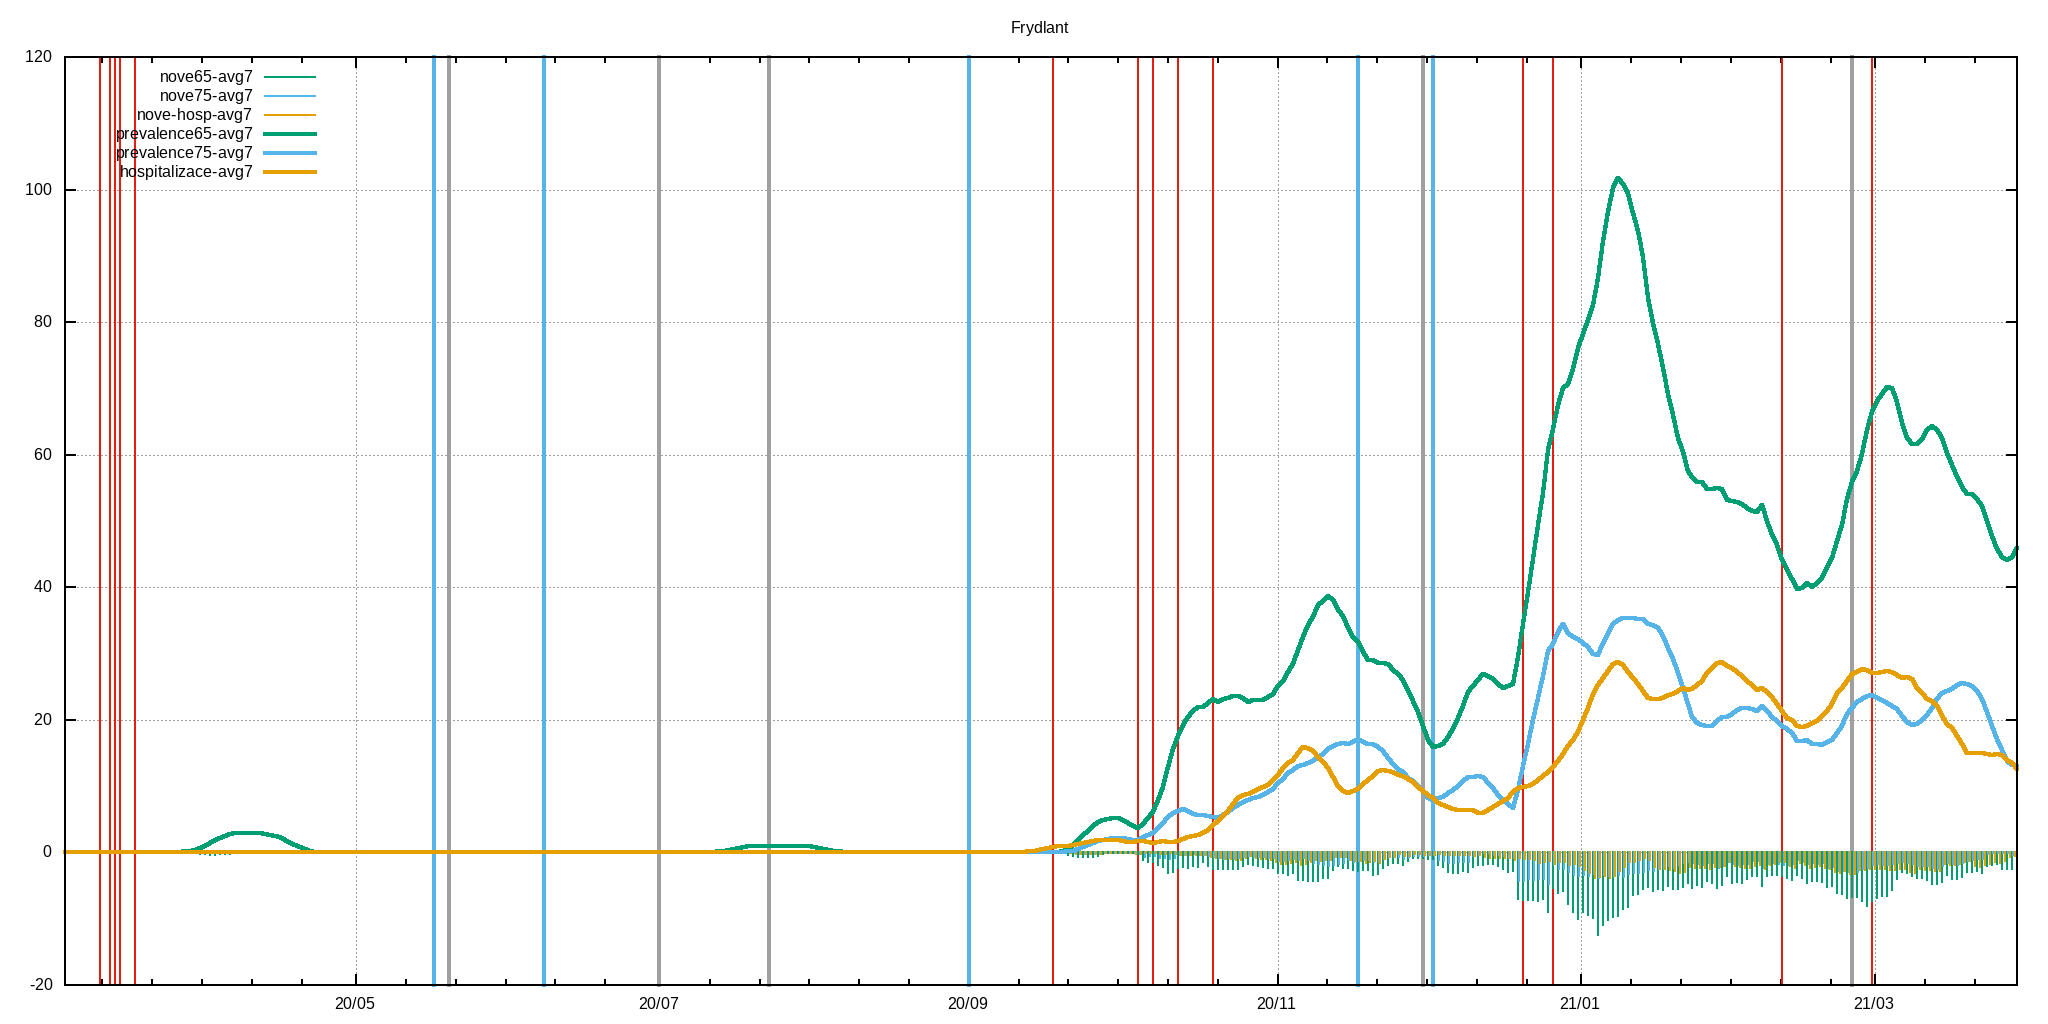 Frydlant
120
nove65-avg7
nove75-avg7
nove-hosp-avg7
prevalence65-avg7
prevalence75-avg7
hospitalizace-avg7
100
80
60
40
20
0
-20
20/05 20/07 20/09 20/11 21/01 21/03